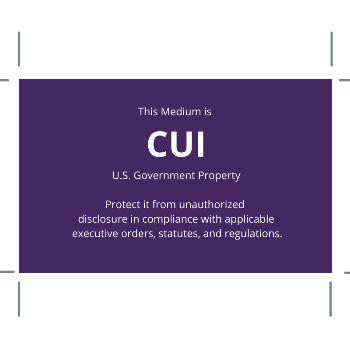 This Medium is
CUI
U.S. Government Property
Protect it from unauthorized
disclosure in compliance with applicable
executive orders, statutes, and regulations.